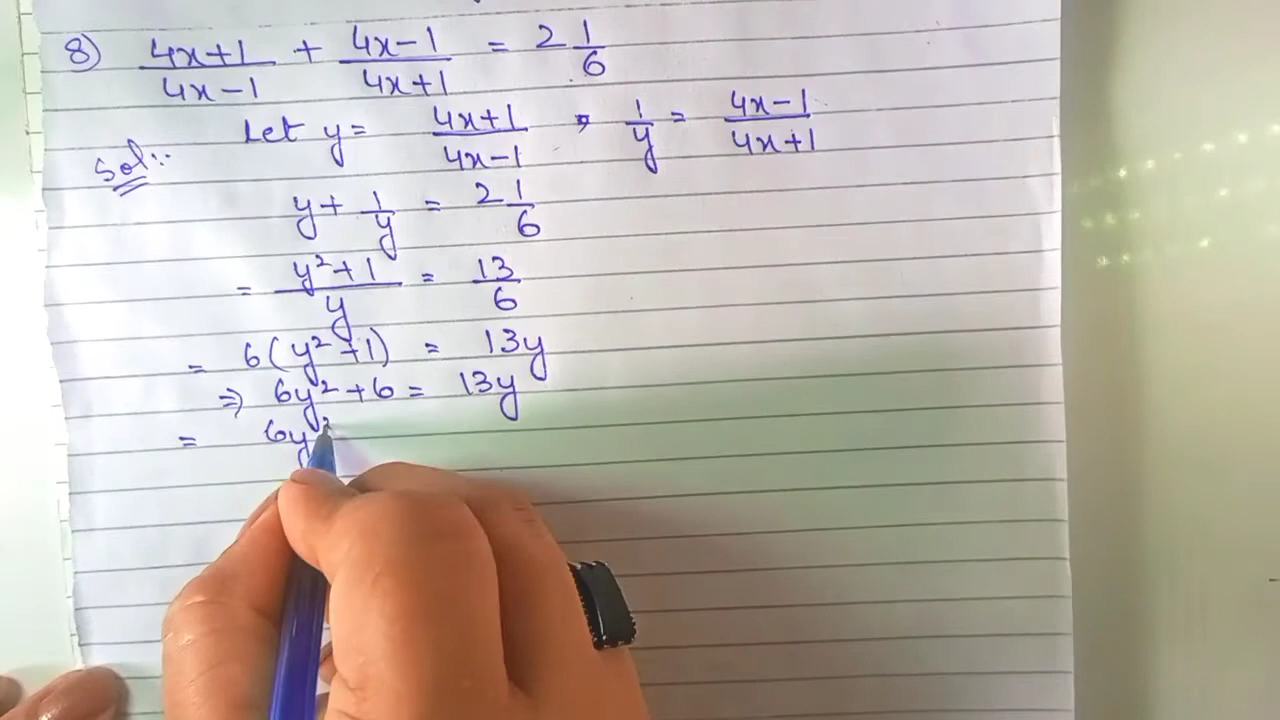 8) (4x+1)/(4x-1) + (4x-1)/(4x+1) = 2 1/6
Sol:- Let y = (4x+1)/(4x-1) , 1/y = (4x-1)/(4x+1)
y + 1/y = 2 1/6
= (y²+1)/y = 13/6
= 6(y²+1) = 13y
⇒ 6y²+6 = 13y
= 6y²